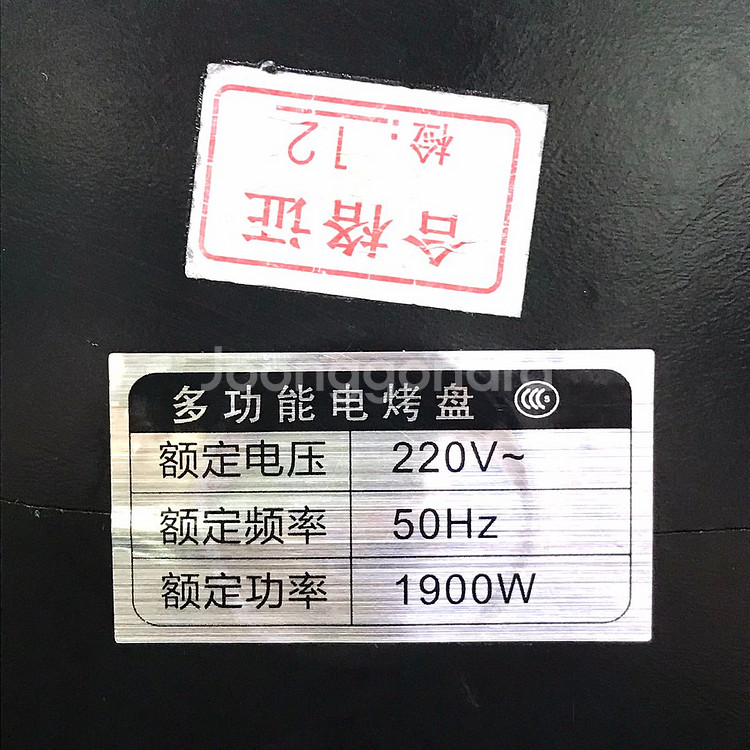 合格证
检:12
Joonggonara
多功能电烤盘
额定电压 220V~
额定频率 50Hz
额定功率 1900W